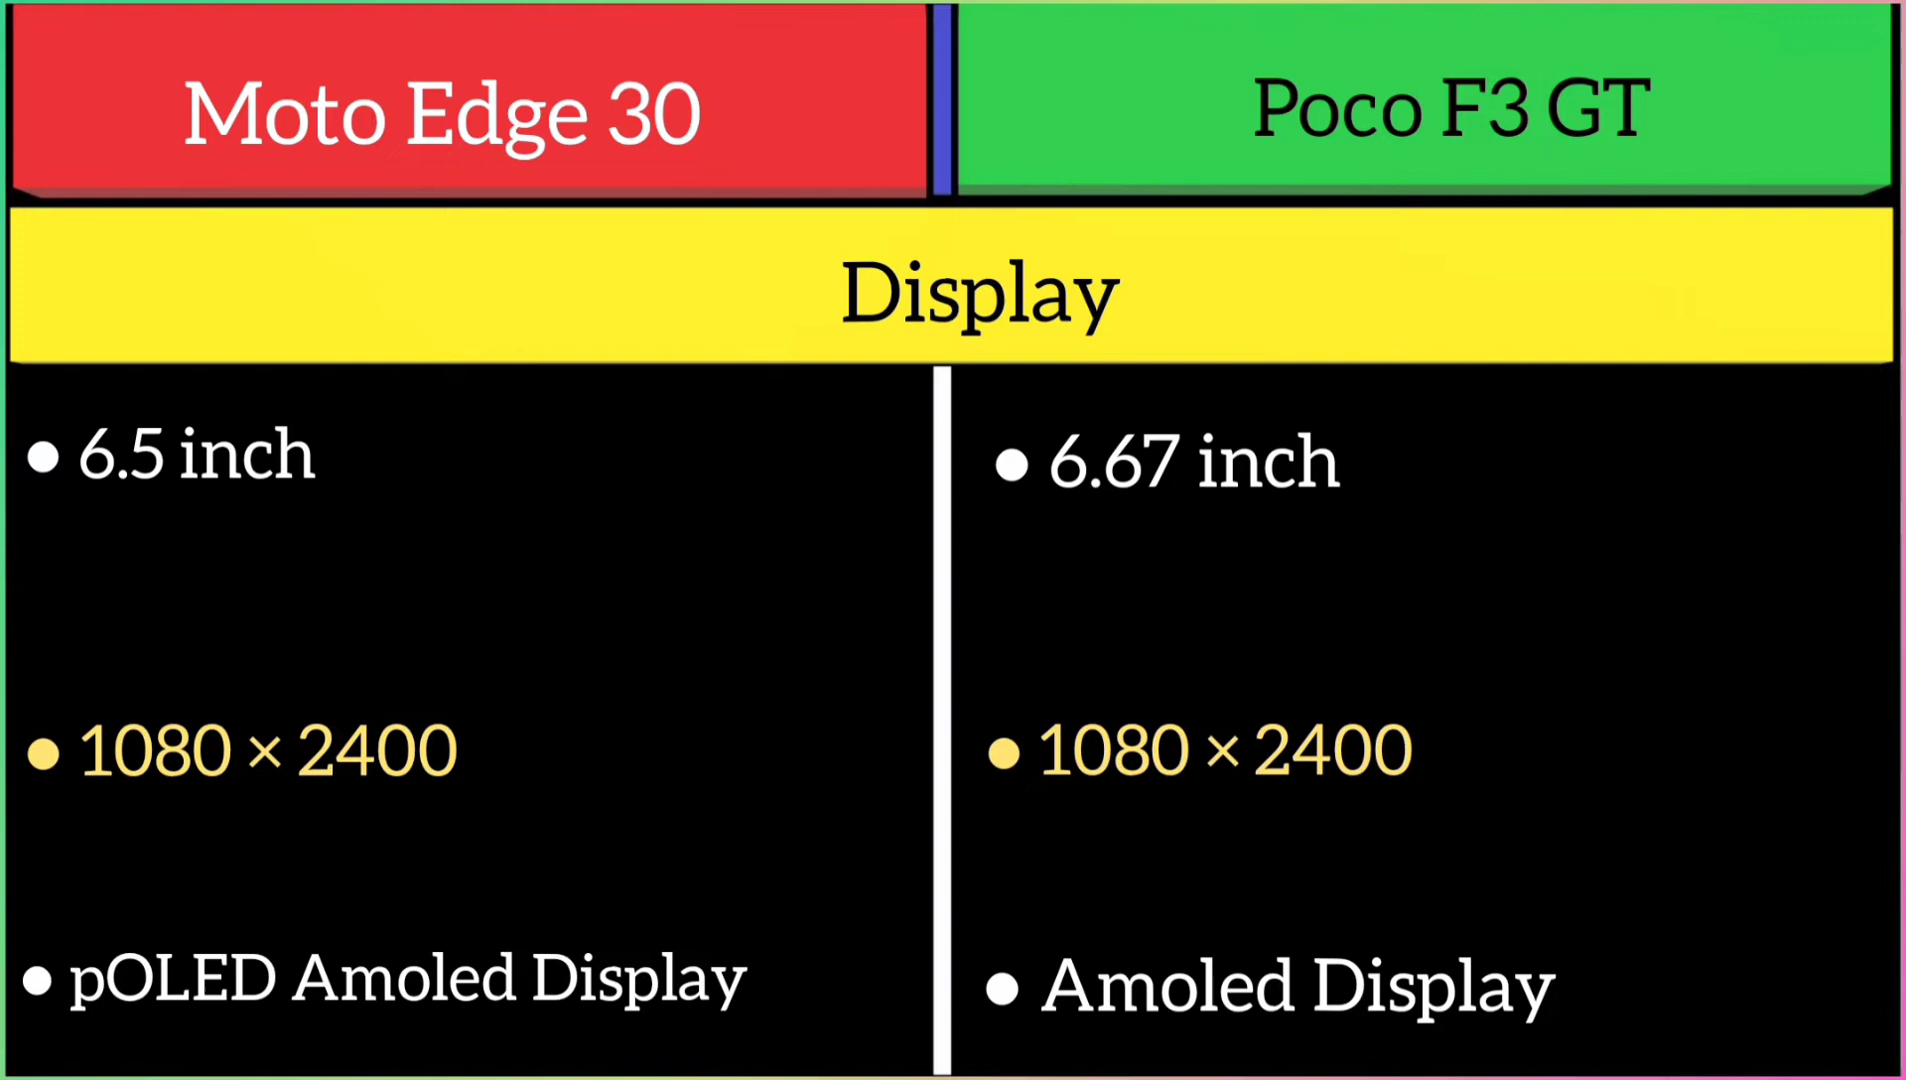 Moto Edge 30
Poco F3 GT
Display
• 6.5 inch
• 6.67 inch
• 1080 × 2400
• 1080 × 2400
• pOLED Amoled Display
• Amoled Display